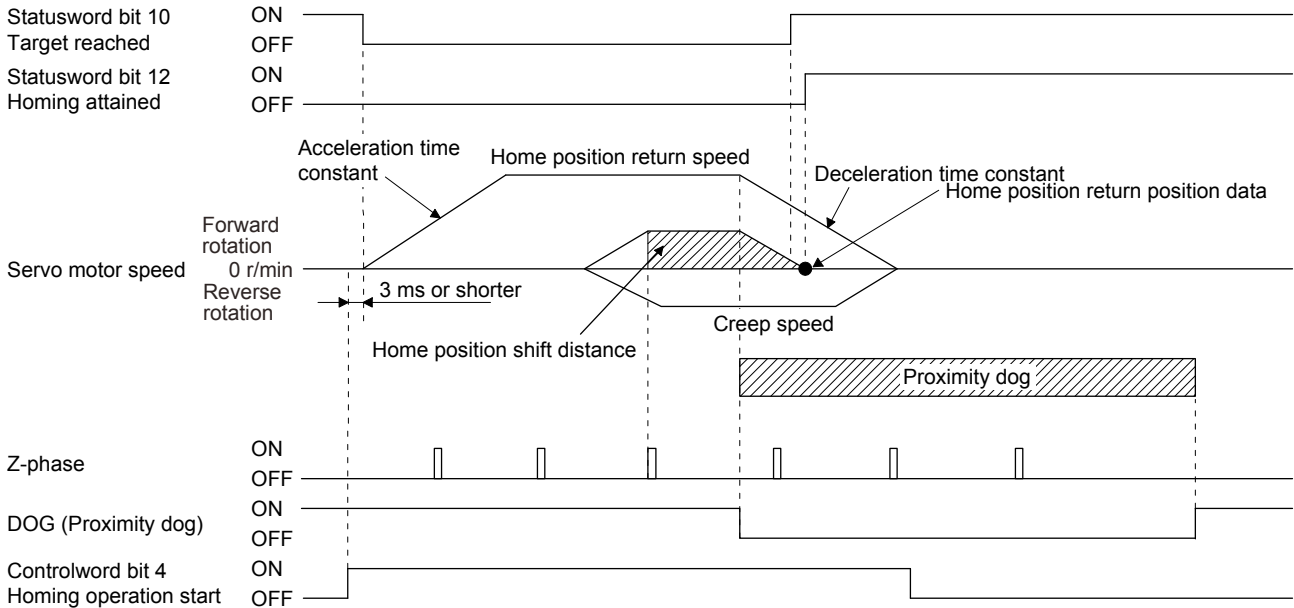 Statusword bit 10
Target reached
ON
OFF
Statusword bit 12
Homing attained
ON
OFF
Acceleration time
constant
Home position return speed
Deceleration time constant
Home position return position data
Forward
rotation
Servo motor speed
0 r/min
Reverse
rotation
3 ms or shorter
Creep speed
Home position shift distance
Proximity dog
Z-phase
ON
OFF
DOG (Proximity dog)
ON
OFF
Controlword bit 4
Homing operation start
ON
OFF